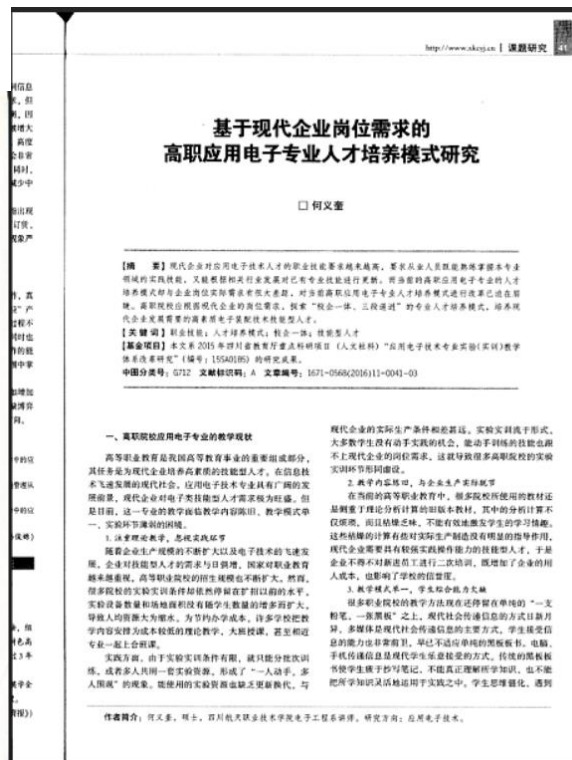 http://www.xkzyj.cn | 课题研究 41
基于现代企业岗位需求的
高职应用电子专业人才培养模式研究
□ 何义奎
【摘 要】现代企业对应用电子技术人才的职业技能要求越来越高,要求从业人员既能熟练掌握本专业
领域的实践技能,又能根据相关行业发展对已有专业技能进行更新。而当前的高职应用电子专业的人才
培养模式却与企业岗位实际需求有很大差距,对当前高职应用电子专业人才培养模式进行改革已迫在眉
睫。高职院校应根据现代企业的岗位需求,探索“校企一体、三段递进”的专业人才培养模式,培养现
代企业发展需要的高素质电子装配技术技能型人才。
【关键词】职业技能;人才培养模式;校企一体;技能型人才
【基金项目】本文系2015年四川省教育厅重点科研项目(人文社科)“应用电子技术专业实验(实训)教学
体系改革研究”(编号:15SA0185)的研究成果。
中图分类号:G712 文献标识码:A 文章编号:1671-0568(2016)11-0041-03
一、高职院校应用电子专业的教学现状
高等职业教育是我国高等教育事业的重要组成部分,
其任务是为现代企业培养高素质的技能型人才。在信息技
术飞速发展的现代社会,应用电子技术专业具有广阔的发
展前景,现代企业对电子类技能型人才需求极为旺盛。但
是目前,这一专业的教学面临教学内容陈旧、教学模式单
一、实验环节薄弱的困境。
1. 注重理论教学,忽视实践环节
随着企业生产规模的不断扩大以及电子技术的飞速发
展,企业对技能型人才的需求与日俱增,国家对职业教育
越来越重视,高等职业院校的招生规模也不断扩大。然而,
很多院校的实验实训条件却依然停留在扩招以前的水平,
实验设备数量和场地面积没有随学生数量的增多而扩大,
导致人均资源大为缩水。为节约办学成本,许多学校把教
学内容安排为成本较低的理论教学,大班授课,甚至相近
专业一起上合班课。
实践方面,由于实验实训条件有限,就只能分批次训
练,或者多人共用一套实验资源,形成了“一人动手,多
人围观”的现象。能使用的实验资源也缺乏更新换代,与
现代企业的实际生产条件相差甚远。实验实训流于形式,
大多数学生没有动手实践的机会,能动手训练的技能也跟
不上现代企业的岗位需求,这就导致很多高职院校的实验
实训环节形同虚设。
2. 教学内容陈旧,与企业生产实际脱节
在当前的高等职业教育中,很多院校所使用的教材还
是侧重于理论分析计算的旧版本教材,其中的分析计算不
仅烦琐,而且枯燥乏味,不能有效地激发学生的学习情趣。
这些枯燥的计算有些对实际生产制造没有明显的指导作用,
现代企业需要具有较强实践操作能力的技能型人才,于是
企业不得不对新进员工进行二次培训,既增加了企业的用
人成本,也影响了学校的信誉度。
3. 教学模式单一,学生综合能力欠缺
很多职业院校的教学方法现在还停留在单纯的“一支
粉笔,一张黑板”之上,现代社会传播信息的方式日新月
异,多媒体是现代社会传递信息的主要方式,学生接受信
息的能力也非常前卫,早已不适应单纯的黑板板书。电脑、
手机传递信息是现代学生乐意接受的方式,传统的黑板板
书使学生疲于抄写笔记,不能真正理解所学知识,也不能
把所学知识灵活地运用于实践之中。学生思维僵化,遇到
作者简介:何义奎,硕士,四川航天职业技术学院电子工程系讲师。研究方向:应用电子技术。